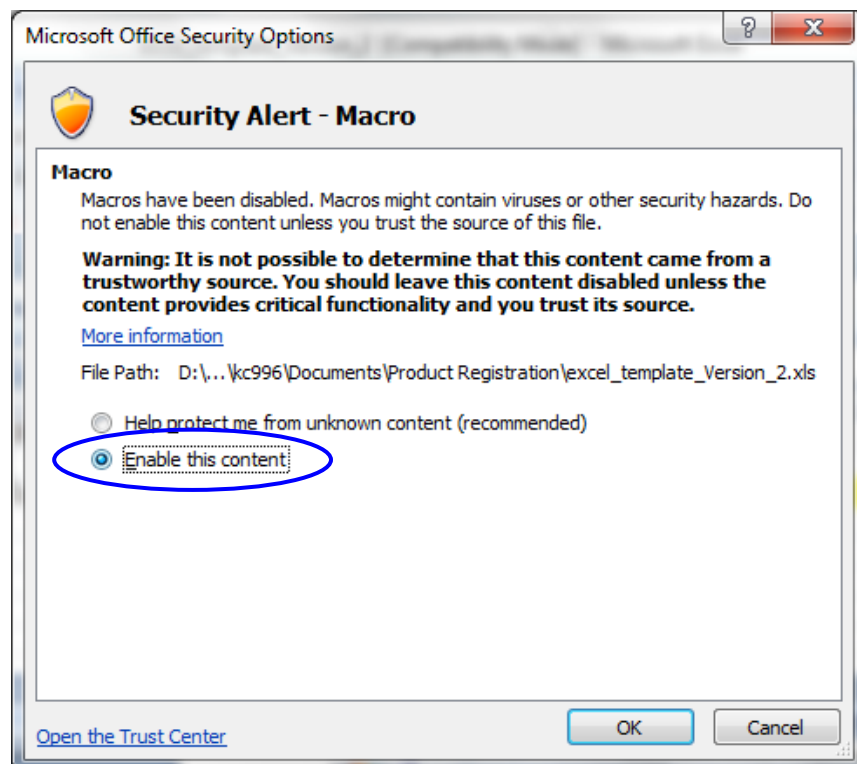 Microsoft Office Security Options
Security Alert - Macro
Macro
Macros have been disabled. Macros might contain viruses or other security hazards. Do
not enable this content unless you trust the source of this file.
Warning: It is not possible to determine that this content came from a
trustworthy source. You should leave this content disabled unless the
content provides critical functionality and you trust its source.
More information
File Path: D:\...\kc996\Documents\Product Registration\excel_template_Version_2.xls
Help protect me from unknown content (recommended)
Enable this content
Open the Trust Center
OK
Cancel